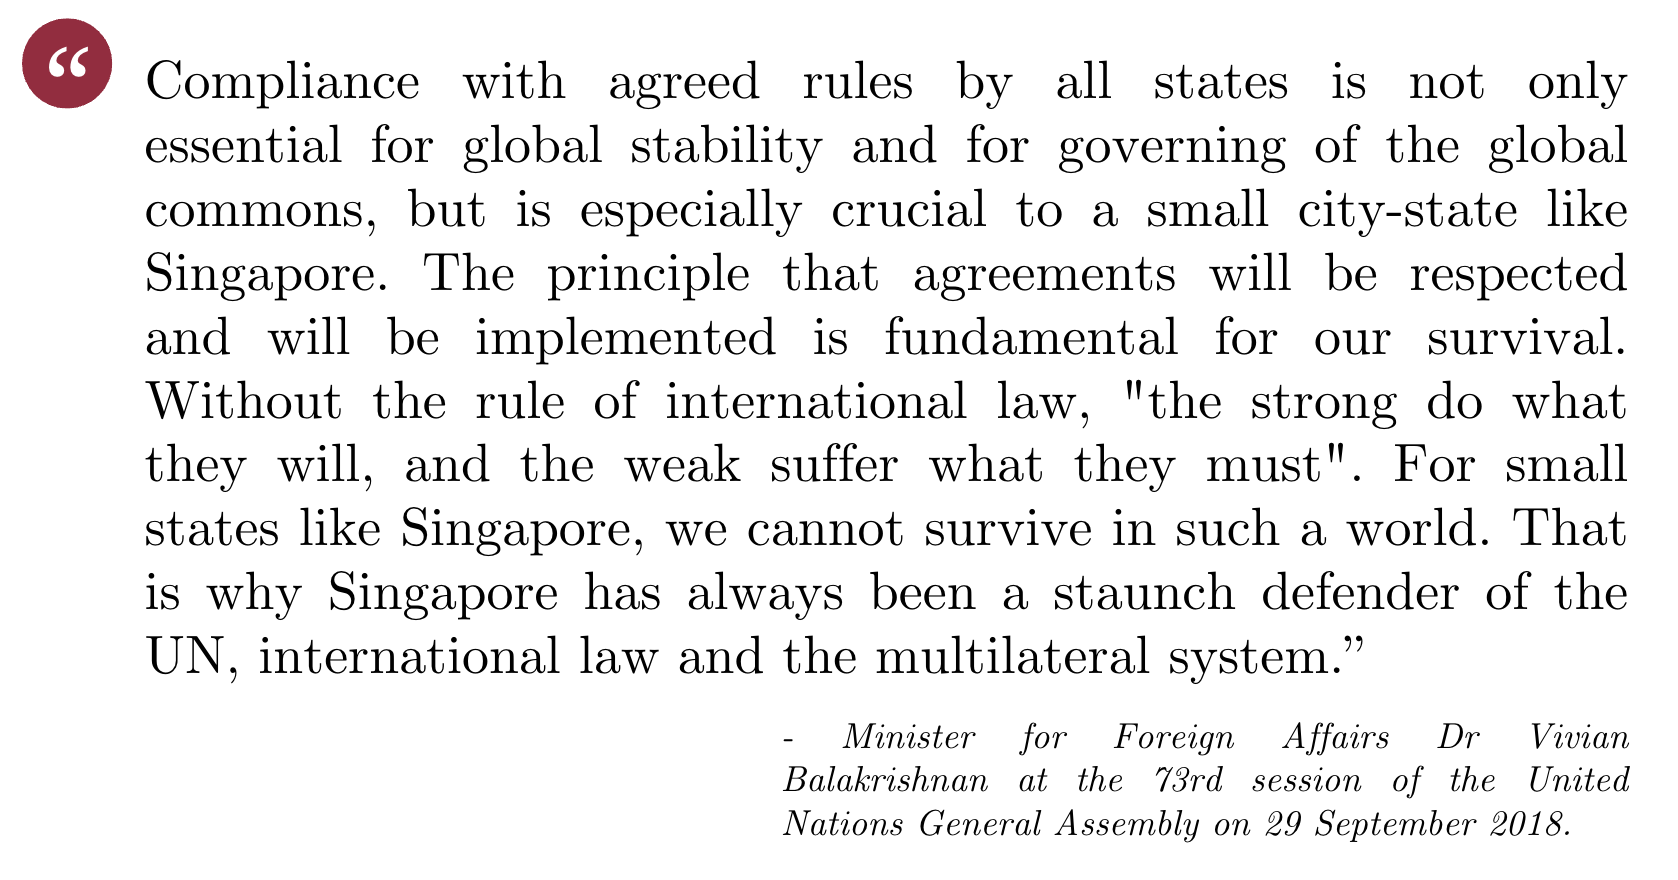 “ Compliance with agreed rules by all states is not only
essential for global stability and for governing of the global
commons, but is especially crucial to a small city-state like
Singapore. The principle that agreements will be respected
and will be implemented is fundamental for our survival.
Without the rule of international law, "the strong do what
they will, and the weak suffer what they must". For small
states like Singapore, we cannot survive in such a world. That
is why Singapore has always been a staunch defender of the
UN, international law and the multilateral system.”
- Minister for Foreign Affairs Dr Vivian
Balakrishnan at the 73rd session of the United
Nations General Assembly on 29 September 2018.